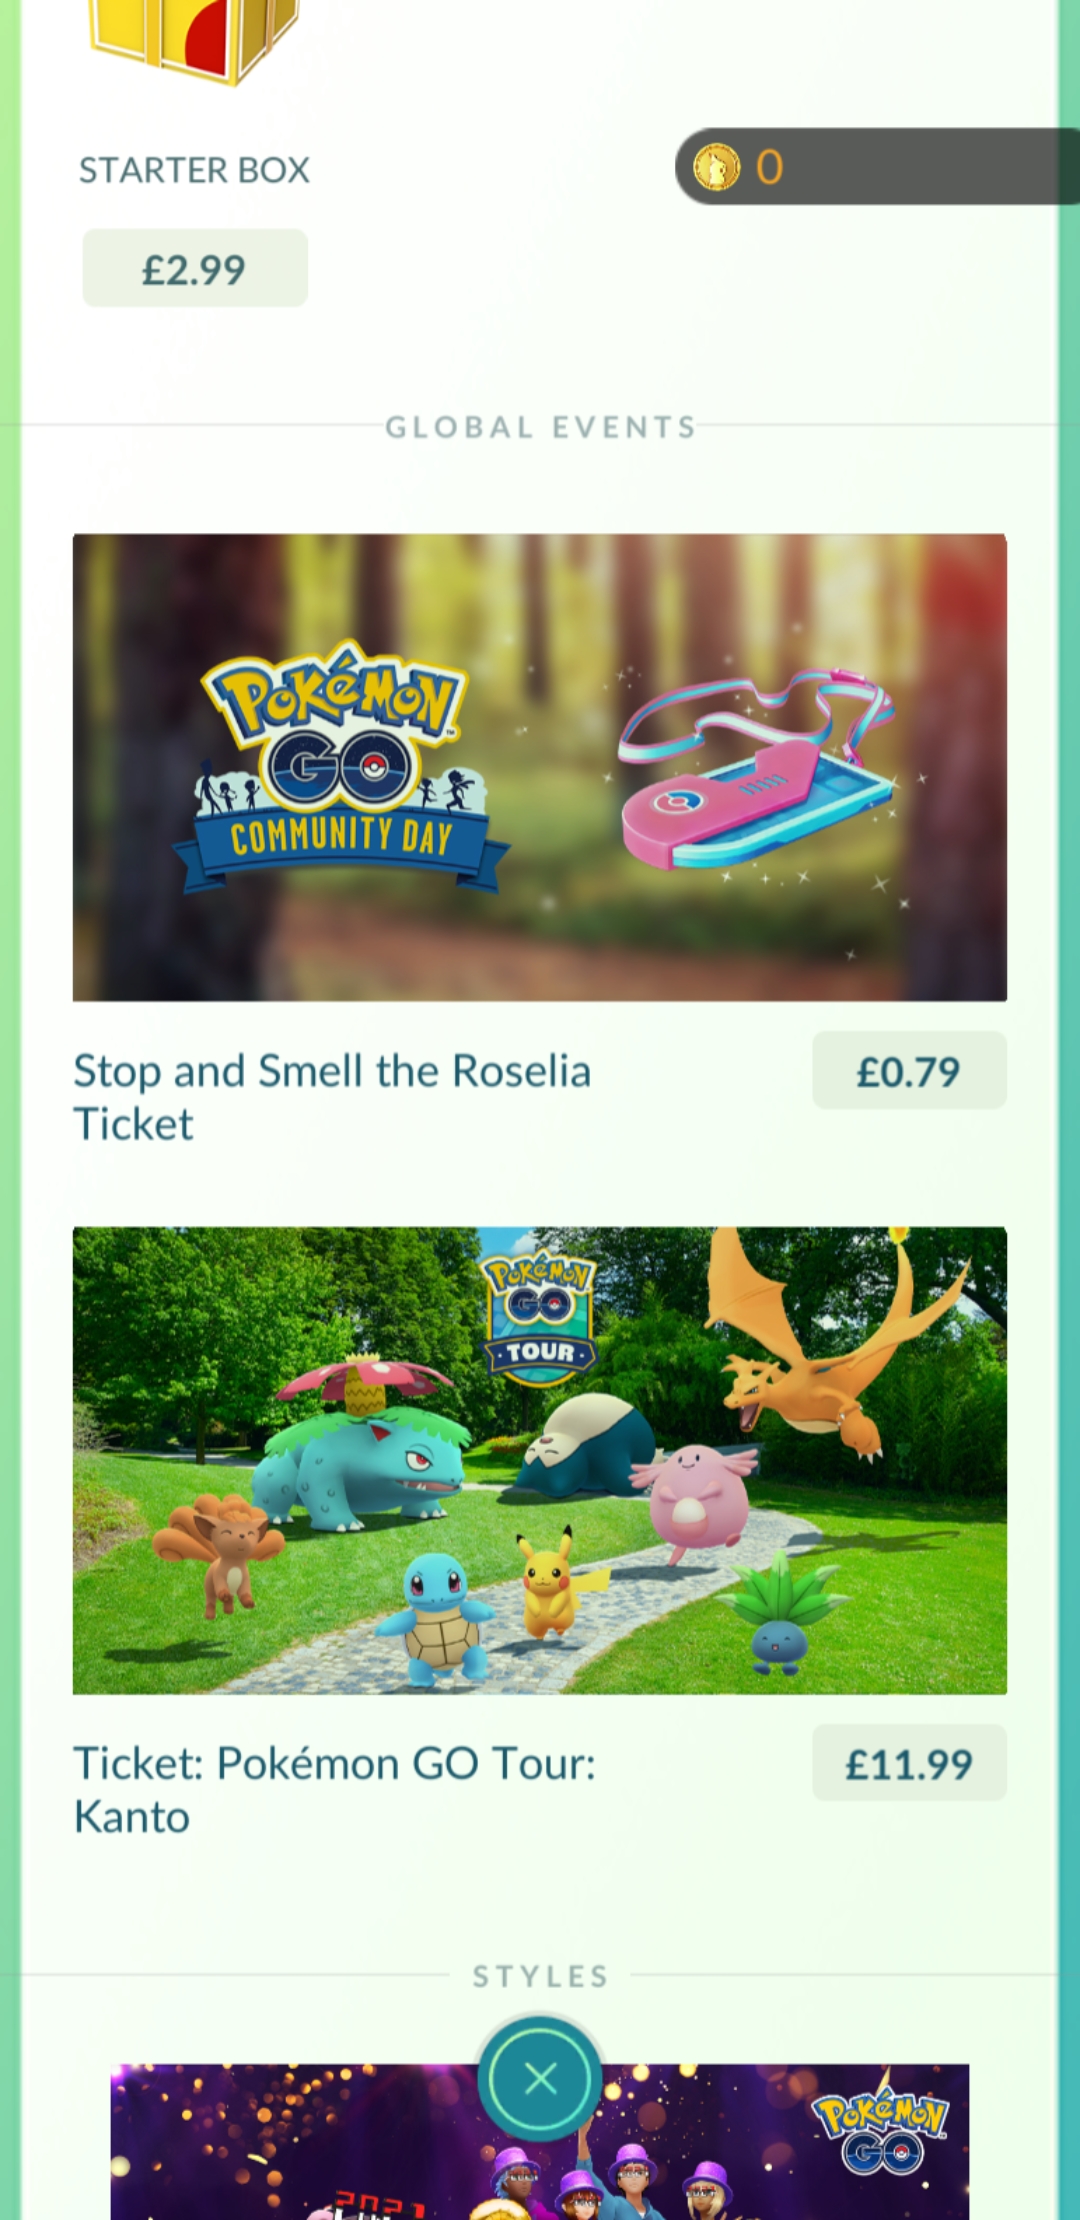 STARTER BOX
0
£2.99
GLOBAL EVENTS
POKéMON
GO
COMMUNITY DAY
Stop and Smell the Roselia
Ticket
£0.79
POKéMON
GO
TOUR
Ticket: Pokémon GO Tour:
Kanto
£11.99
STYLES
POKéMON
GO
2021